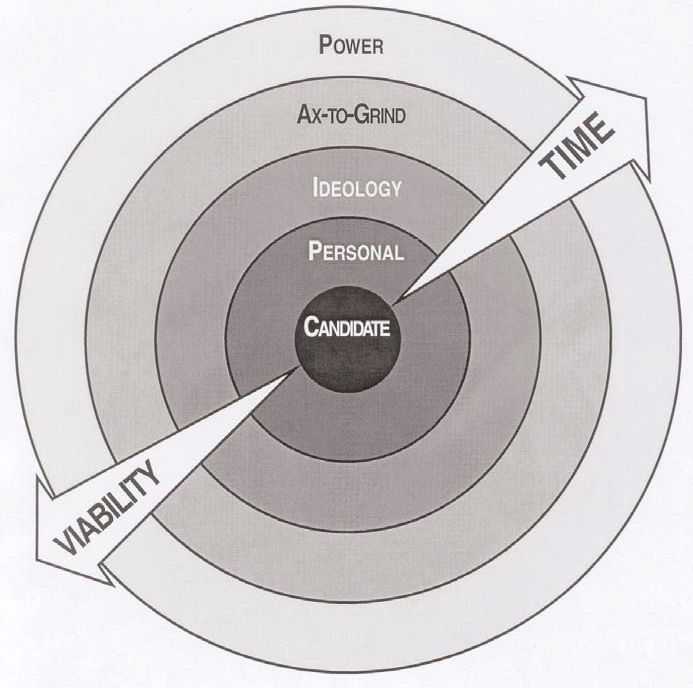 POWER
AX-TO-GRIND
TIME
IDEOLOGY
PERSONAL
CANDIDATE
VIABILITY